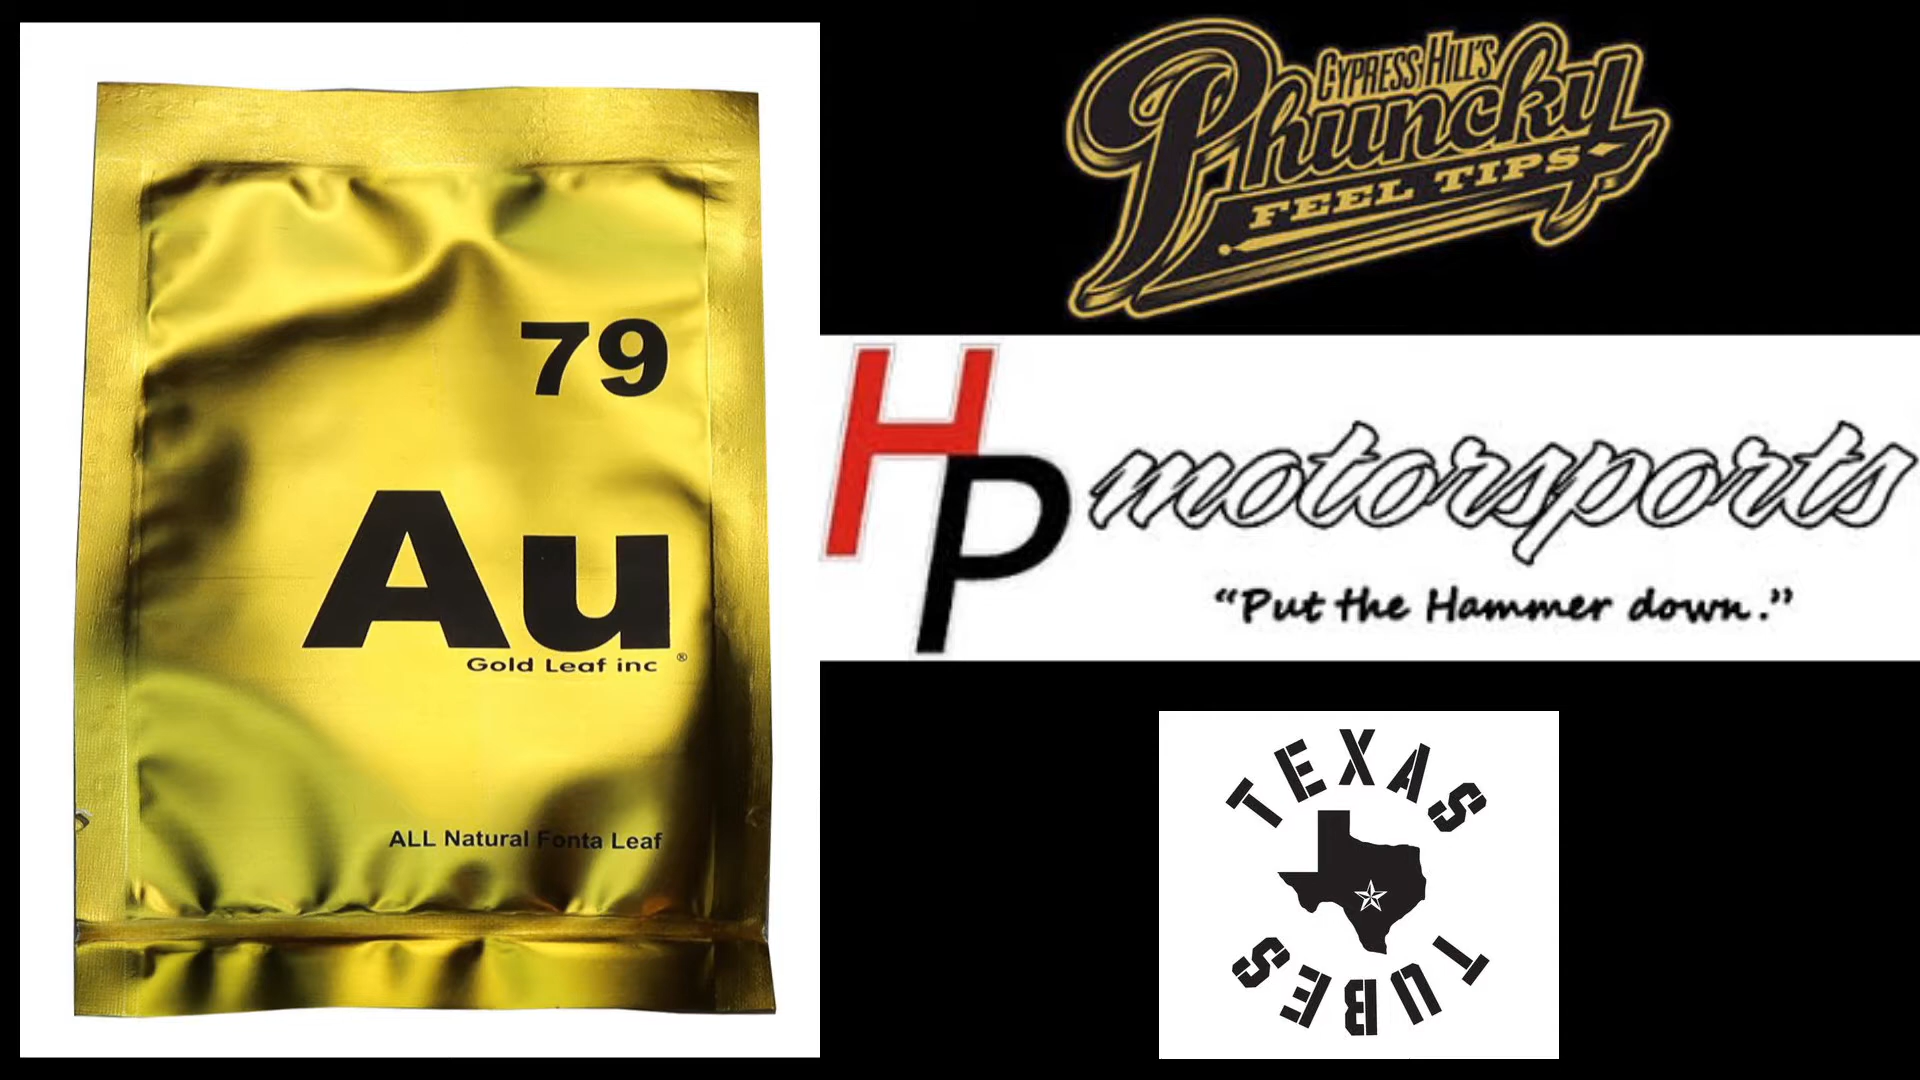 79
Au
Gold Leaf inc ®
ALL Natural Fonta Leaf
CYPRESS HILL'S
Phuncky
FEEL TIPS
HP motorsports
“Put the Hammer down.”
TEXAS
TUBES